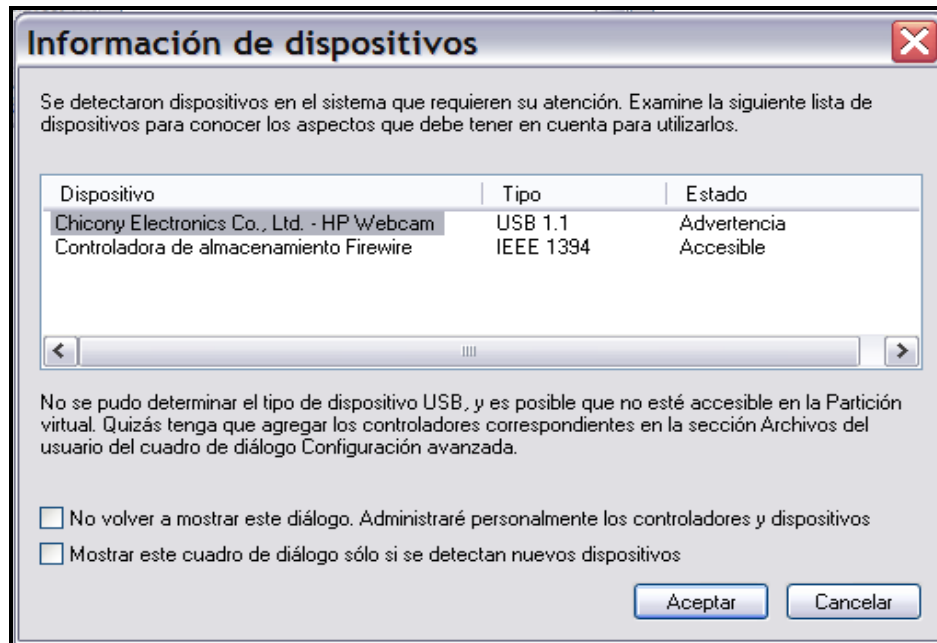 Información de dispositivos
Se detectaron dispositivos en el sistema que requieren su atención. Examine la siguiente lista de
dispositivos para conocer los aspectos que debe tener en cuenta para utilizarlos.
Dispositivo Tipo Estado
Chicony Electronics Co., Ltd. - HP Webcam USB 1.1 Advertencia
Controladora de almacenamiento Firewire IEEE 1394 Accesible
No se pudo determinar el tipo de dispositivo USB, y es posible que no esté accesible en la Partición
virtual. Quizás tenga que agregar los controladores correspondientes en la sección Archivos del
usuario del cuadro de diálogo Configuración avanzada.
No volver a mostrar este diálogo. Administraré personalmente los controladores y dispositivos
Mostrar este cuadro de diálogo sólo si se detectan nuevos dispositivos
Aceptar Cancelar